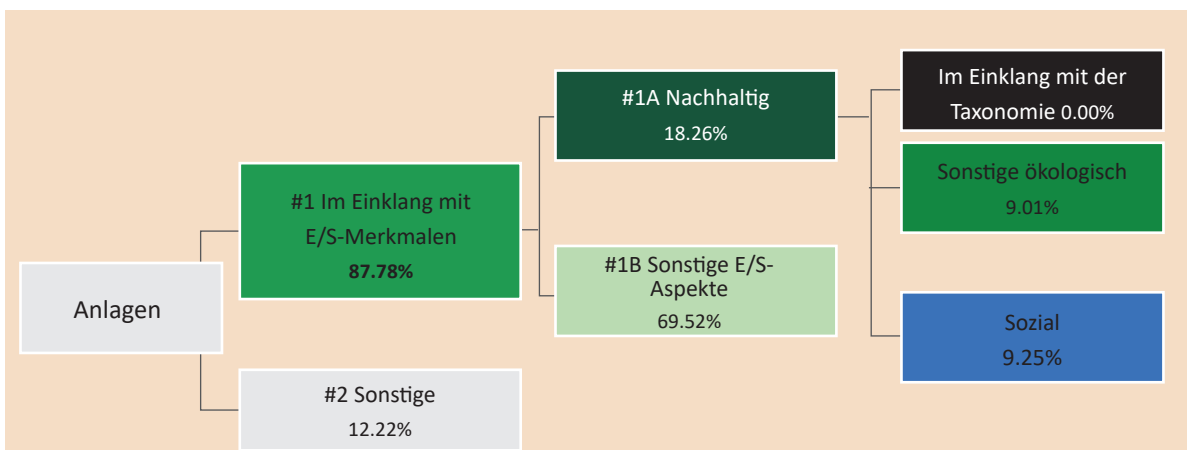 Anlagen
#1 Im Einklang mit
E/S-Merkmalen
87.78%
#2 Sonstige
12.22%
#1A Nachhaltig
18.26%
#1B Sonstige E/S-
Aspekte
69.52%
Im Einklang mit der
Taxonomie 0.00%
Sonstige ökologisch
9.01%
Sozial
9.25%